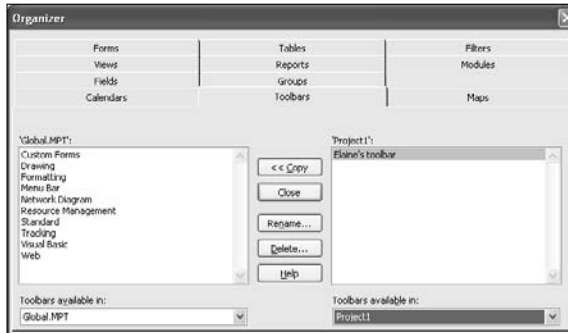 Organizer
Forms Tables Filters
Views Reports Modules
Fields Groups
Calendars Toolbars Maps
'Global.MPT': 'Project1':
Custom Forms
Drawing
Formatting
Menu Bar
Network Diagram
Resource Management
Standard
Tracking
Visual Basic
Web
<< Copy
Close
Rename...
Delete...
Help
Elaine's toolbar
Toolbars available in: Toolbars available in:
Global.MPT Project1